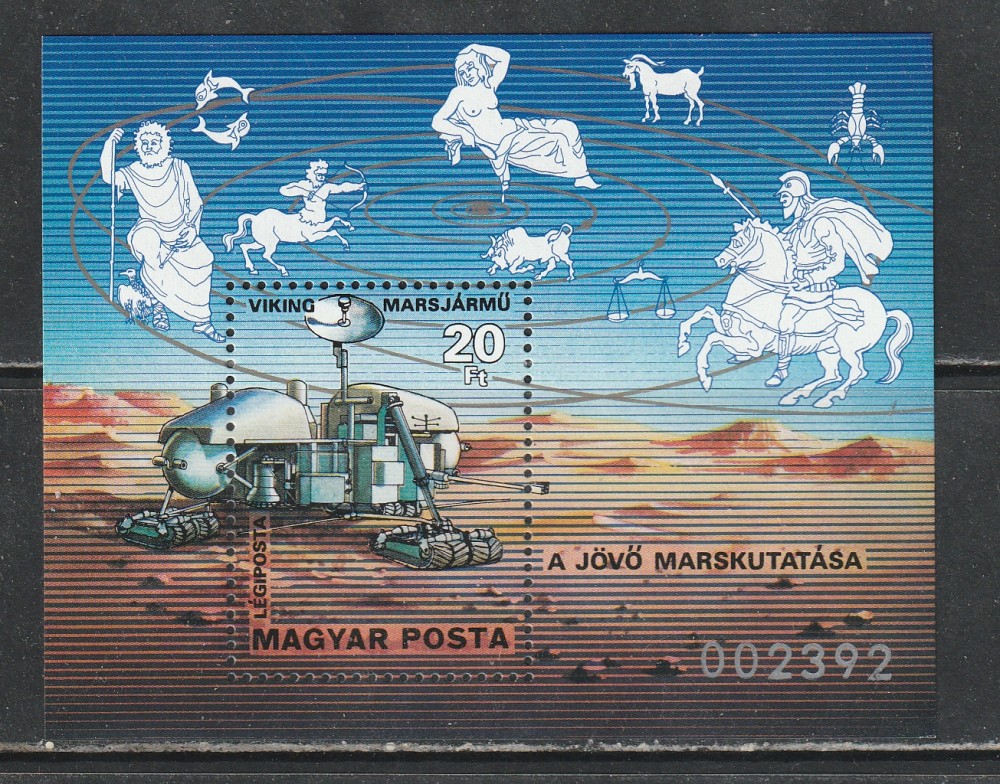 VIKING MARSJÁRMŰ
20
Ft
A JÖVŐ MARSKUTATÁSA
LÉGIPOSTA
MAGYAR POSTA
002392